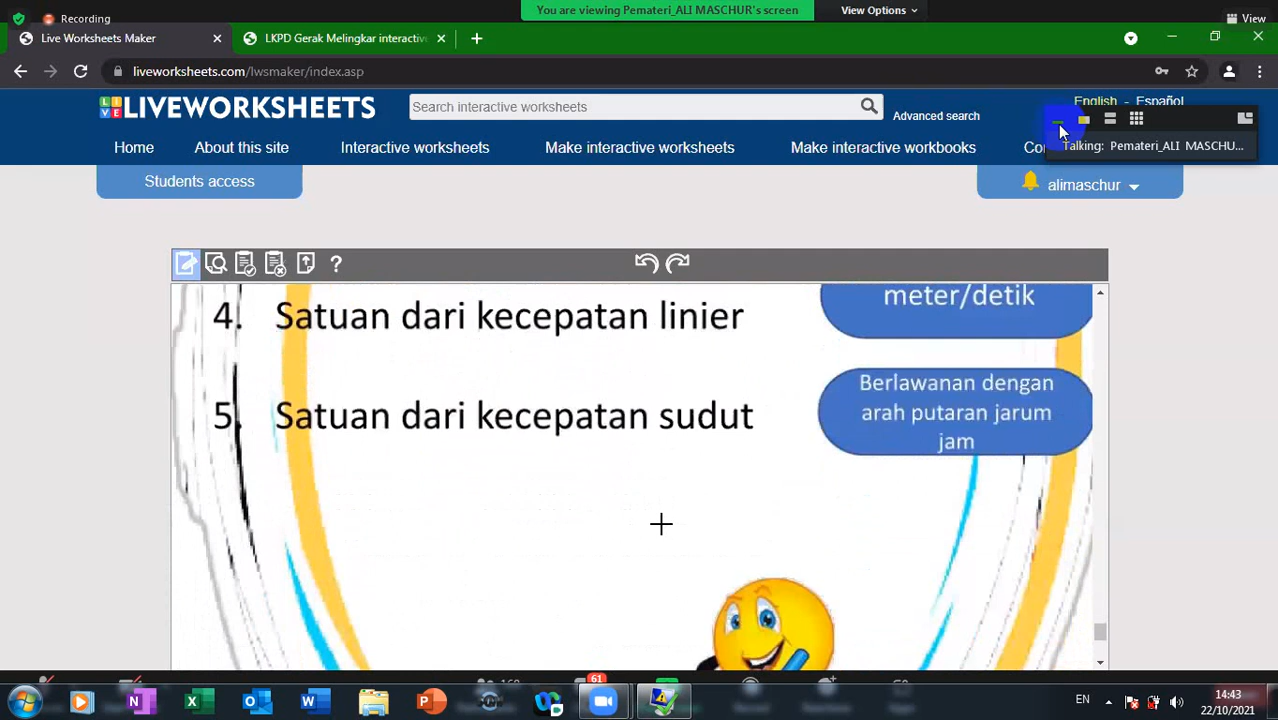 Recording
You are viewing Pemateri_ALI MASCHUR's screen
View Options
View
Live Worksheets Maker
LKPD Gerak Melingkar interactiv
liveworksheets.com/lwsmaker/index.asp
LIVE LIVEWORKSHEETS
Search interactive worksheets
Advanced search
English - Español
Home
About this site
Interactive worksheets
Make interactive worksheets
Make interactive workbooks
Co
Talking: Pemateri_ALI MASCHU...
Students access
alimaschur
?
4. Satuan dari kecepatan linier
meter/detik
5. Satuan dari kecepatan sudut
Berlawanan dengan
arah putaran jarum
jam
61
EN
14:43
22/10/2021